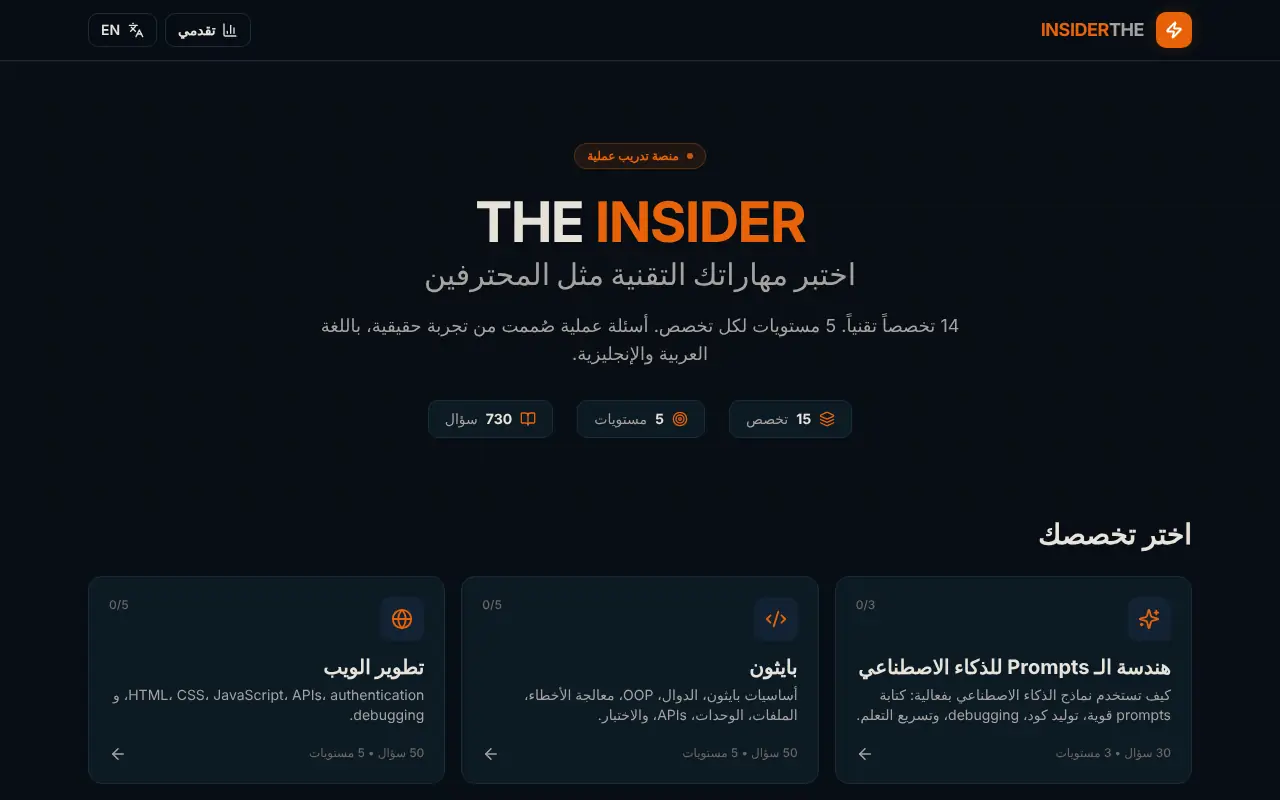 INSIDERTHE
تقدمي
EN
منصة تدريب عملية
THE INSIDER
اختبر مهاراتك التقنية مثل المحترفين
14 تخصصاً تقنياً. 5 مستويات لكل تخصص. أسئلة عملية صُممت من تجربة حقيقية، باللغة
العربية والإنجليزية.
15 تخصص
5 مستويات
730 سؤال
اختر تخصصك
0/3
هندسة الـ Prompts للذكاء الاصطناعي
كيف تستخدم نماذج الذكاء الاصطناعي بفعالية: كتابة
prompts قوية، توليد كود، debugging، وتسريع التعلم.
30 سؤال • 3 مستويات
0/5
بايثون
أساسيات بايثون، الدوال، OOP، معالجة الأخطاء،
الملفات، الوحدات، APIs، والاختبار.
50 سؤال • 5 مستويات
0/5
تطوير الويب
HTML، CSS، JavaScript، APIs، authentication، و
debugging.
50 سؤال • 5 مستويات